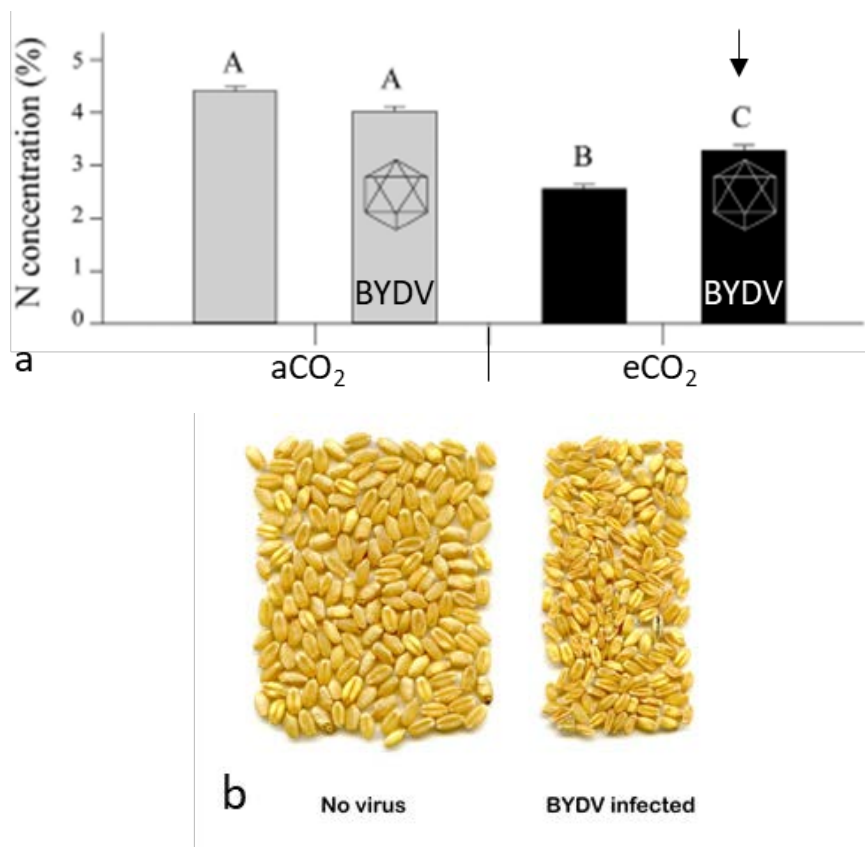 N concentration (%)
5
4
3
2
1
0
A
A
B
C
BYDV
BYDV
a
aCO₂
eCO₂
b
No virus
BYDV infected